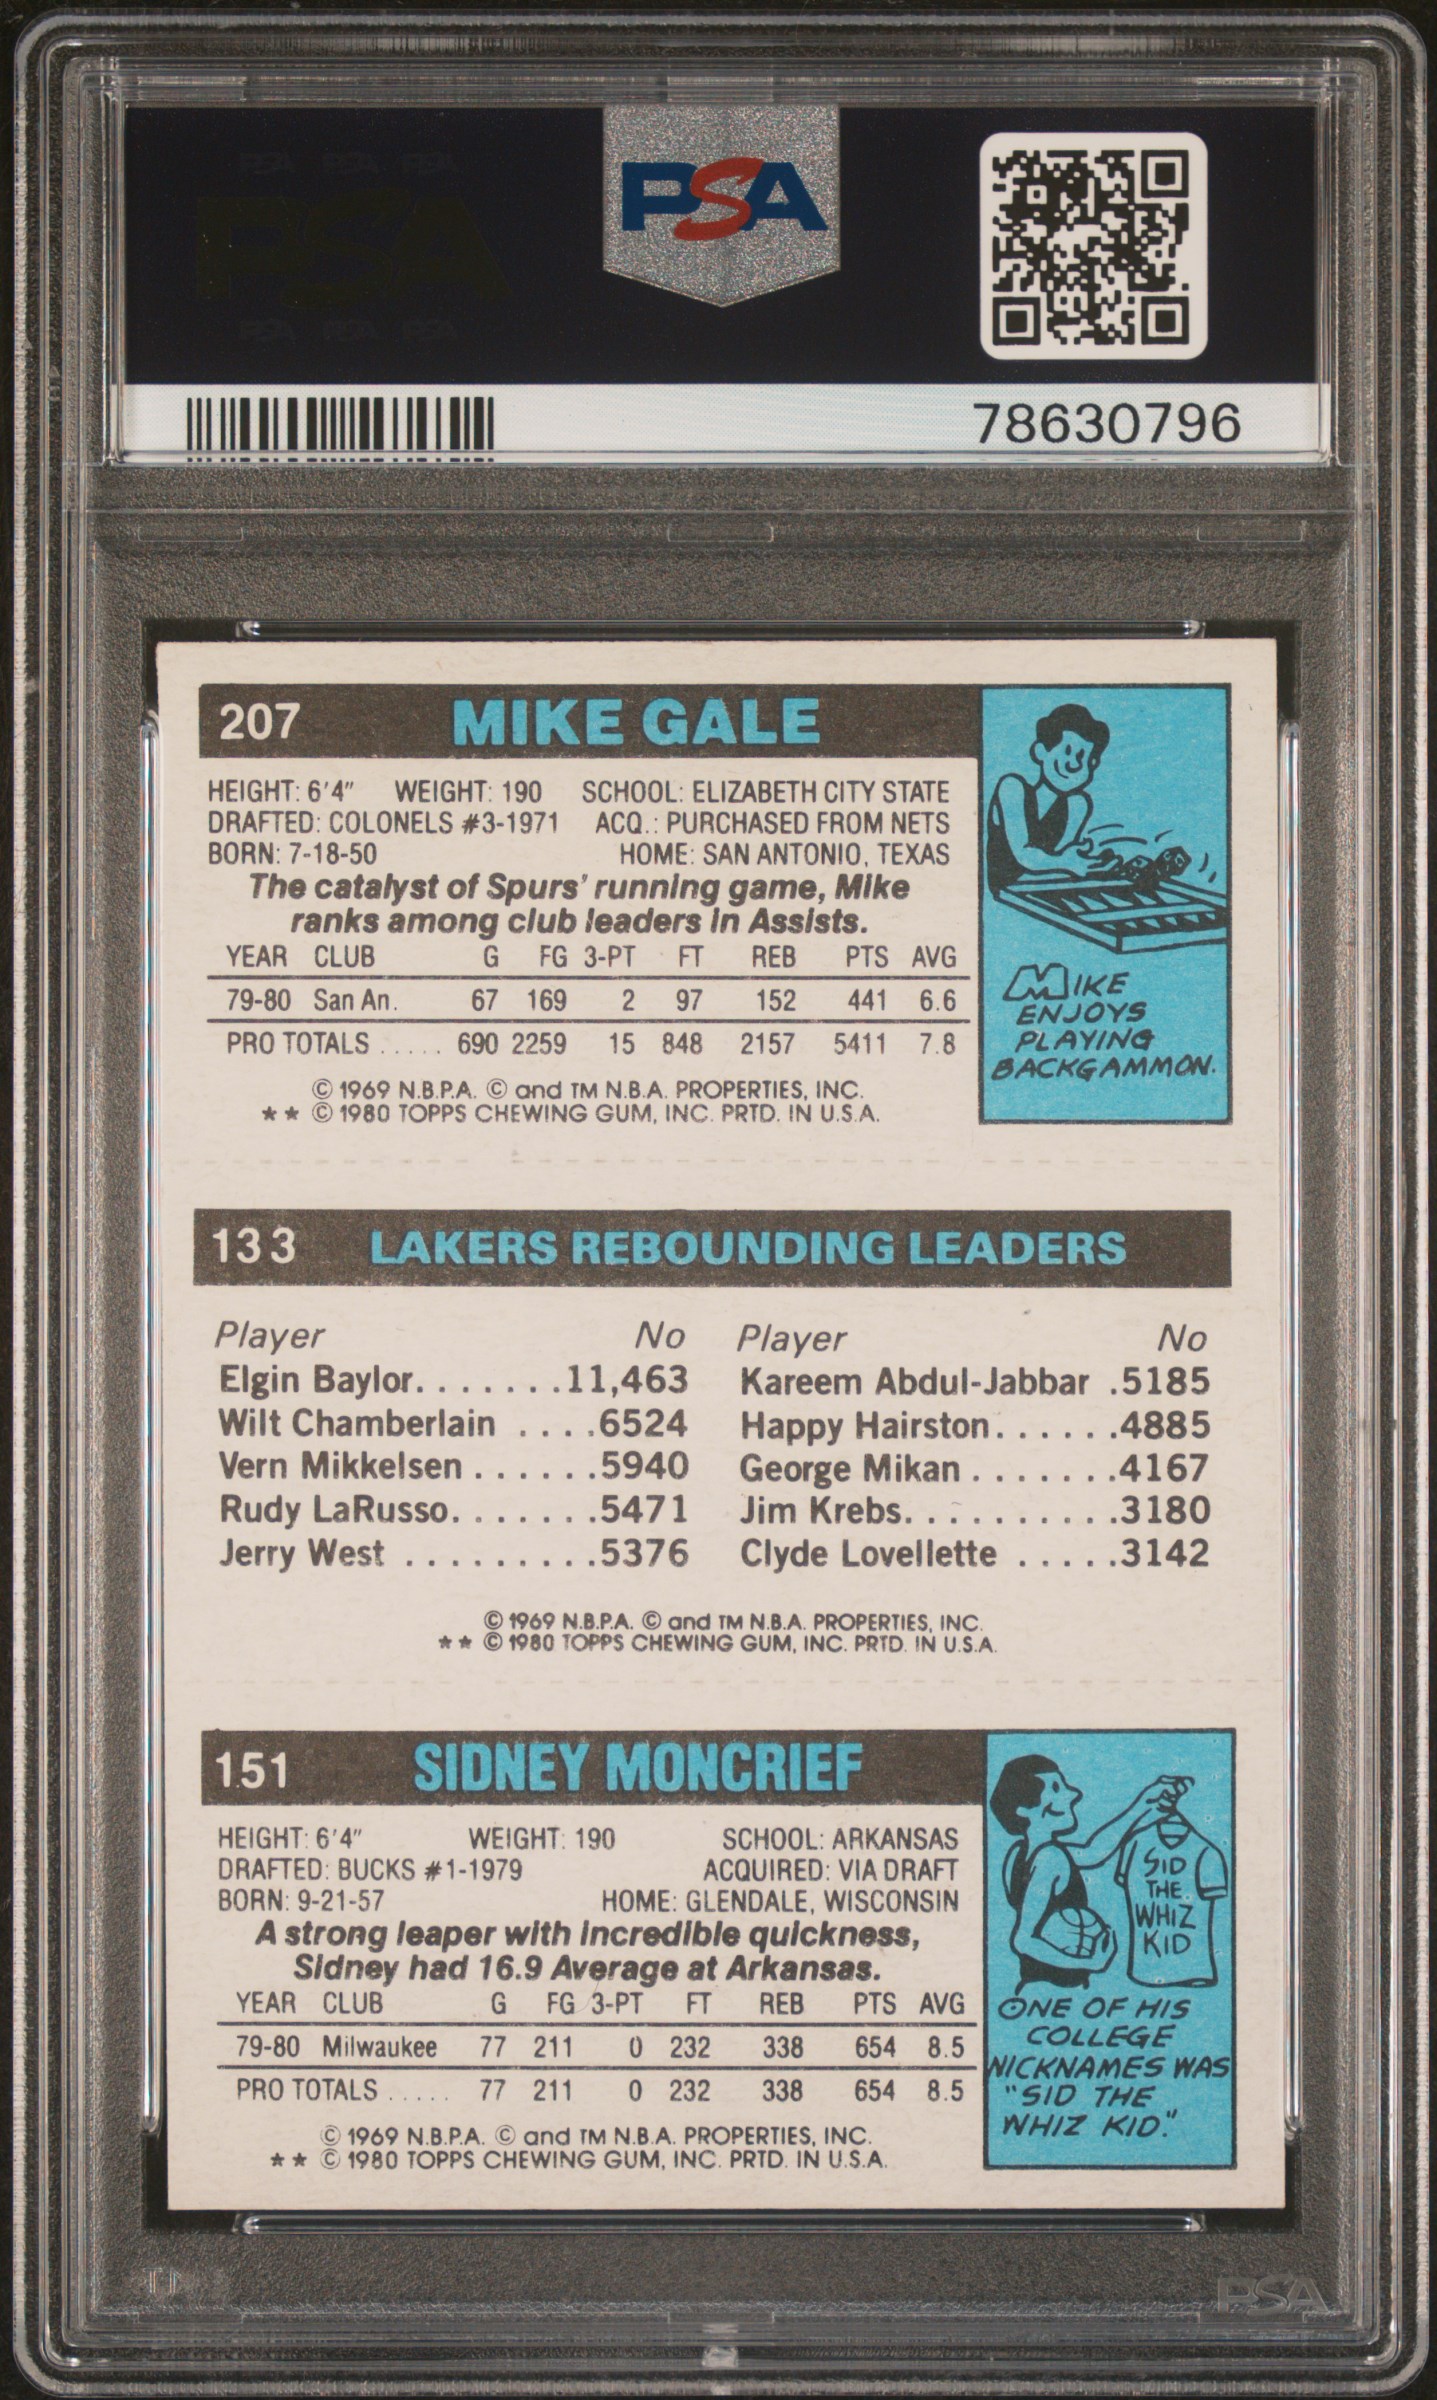 PSA
78630796
207 MIKE GALE
HEIGHT: 6'4" WEIGHT: 190 SCHOOL: ELIZABETH CITY STATE
DRAFTED: COLONELS #3-1971 ACQ.: PURCHASED FROM NETS
BORN: 7-18-50 HOME: SAN ANTONIO, TEXAS
The catalyst of Spurs' running game, Mike
ranks among club leaders in Assists.
YEAR CLUB G FG 3-PT FT REB PTS AVG
79-80 San An. 67 169 2 97 152 441 6.6
PRO TOTALS ..... 690 2259 15 848 2157 5411 7.8
© 1969 N.B.P.A. © and TM N.B.A. PROPERTIES, INC.
** © 1980 TOPPS CHEWING GUM, INC. PRTD. IN U.S.A.
MIKE
ENJOYS
PLAYING
BACKGAMMON.
133 LAKERS REBOUNDING LEADERS
Player No Player No
Elgin Baylor.......11,463 Kareem Abdul-Jabbar .5185
Wilt Chamberlain ....6524 Happy Hairston......4885
Vern Mikkelsen......5940 George Mikan.......4167
Rudy LaRusso.......5471 Jim Krebs..........3180
Jerry West .........5376 Clyde Lovellette .....3142
© 1969 N.B.P.A. © and TM N.B.A. PROPERTIES, INC.
** © 1980 TOPPS CHEWING GUM, INC. PRTD. IN U.S.A.
151 SIDNEY MONCRIEF
HEIGHT: 6'4" WEIGHT: 190 SCHOOL: ARKANSAS
DRAFTED: BUCKS #1-1979 ACQUIRED: VIA DRAFT
BORN: 9-21-57 HOME: GLENDALE, WISCONSIN
A strong leaper with incredible quickness,
Sidney had 16.9 Average at Arkansas.
YEAR CLUB G FG 3-PT FT REB PTS AVG
79-80 Milwaukee 77 211 0 232 338 654 8.5
PRO TOTALS ..... 77 211 0 232 338 654 8.5
© 1969 N.B.P.A. © and TM N.B.A. PROPERTIES, INC.
** © 1980 TOPPS CHEWING GUM, INC. PRTD. IN U.S.A.
SID
THE
WHIZ
KID
ONE OF HIS
COLLEGE
NICKNAMES WAS
"SID THE
WHIZ KID."
PSA